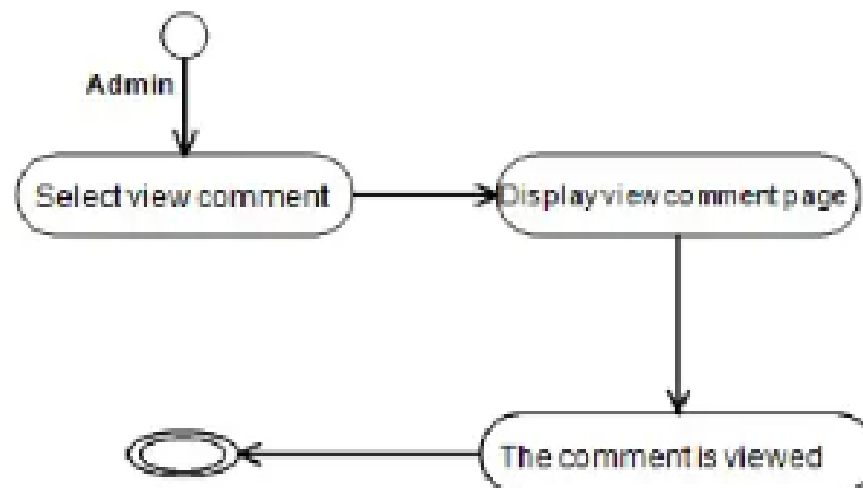 Admin
Select view comment
Display view comment page
The comment is viewed